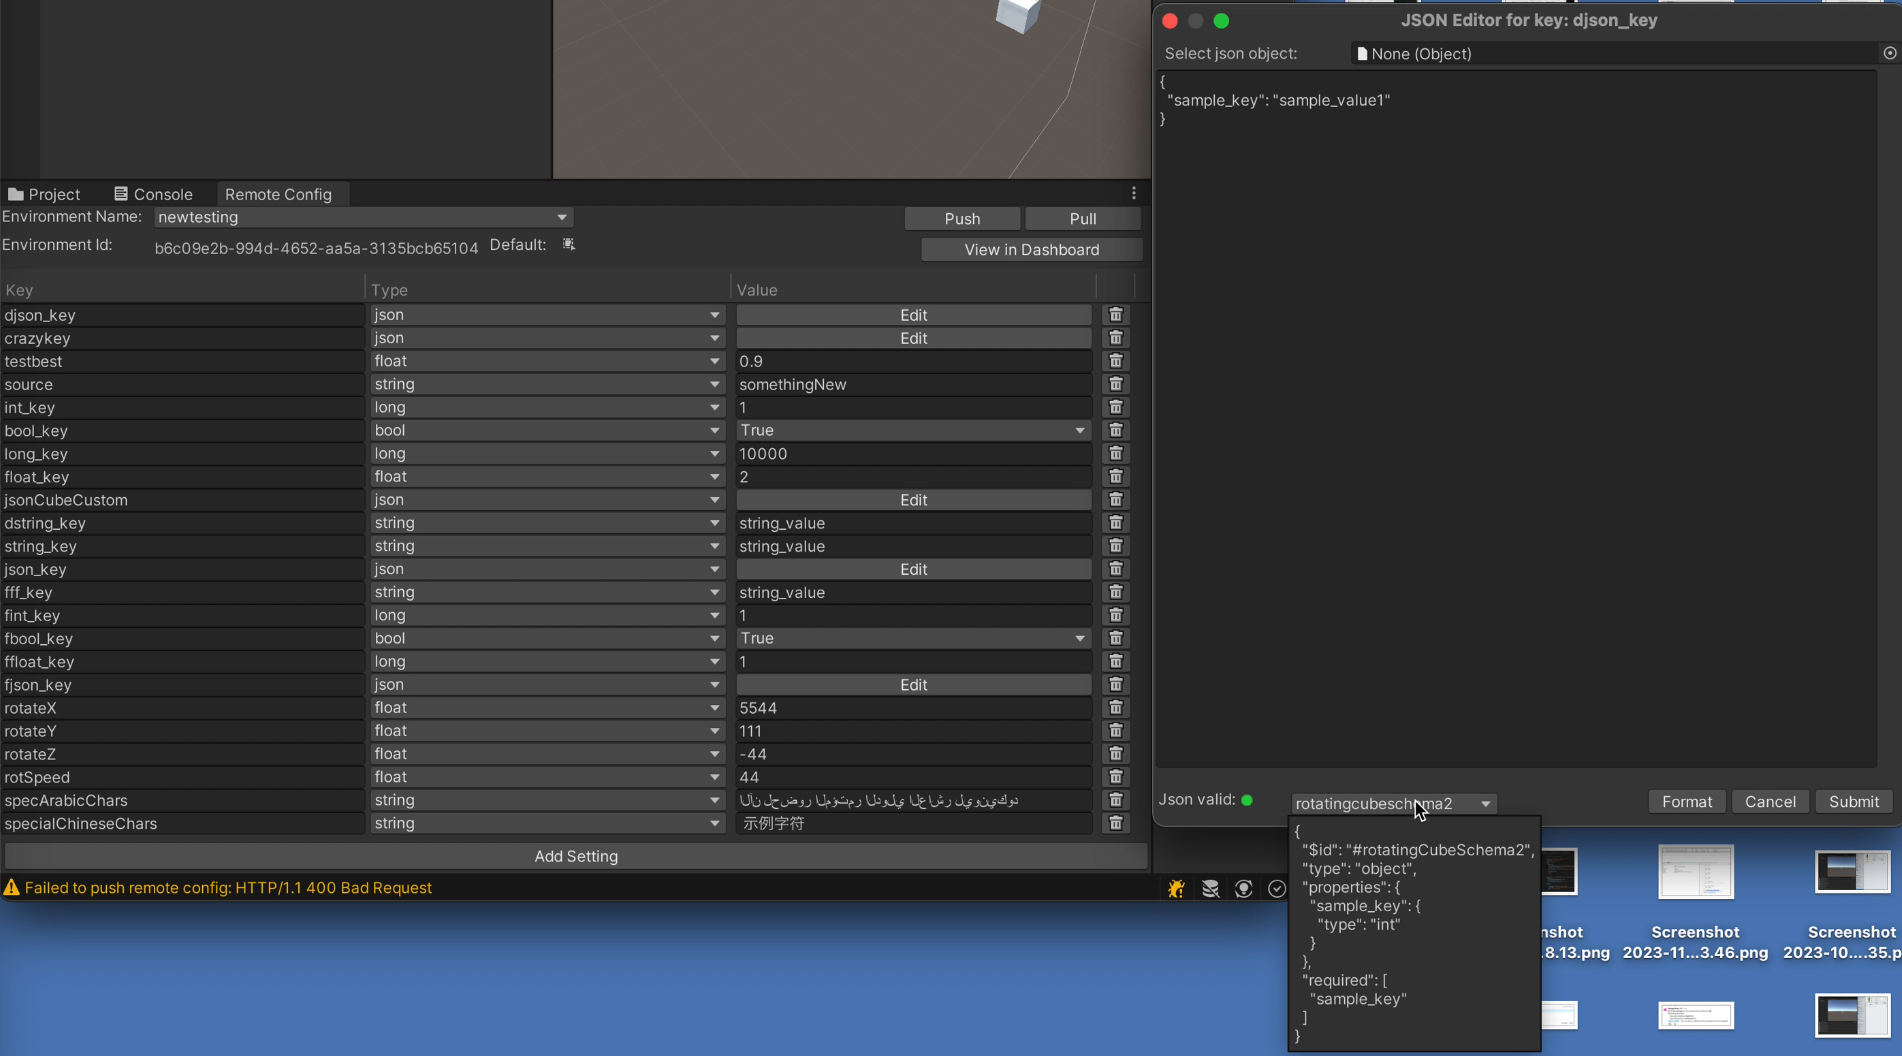 Project
Console
Remote Config
Environment Name:
newtesting
Push
Pull
Environment Id:
b6c09e2b-994d-4652-aa5a-3135bcb65104
Default:
View in Dashboard
Key
Type
Value
djson_key
json
Edit
crazykey
json
Edit
testbest
float
0.9
source
string
somethingNew
int_key
long
1
bool_key
bool
True
long_key
long
10000
float_key
float
2
jsonCubeCustom
json
Edit
dstring_key
string
string_value
string_key
string
string_value
json_key
json
Edit
fff_key
string
string_value
fint_key
long
1
fbool_key
bool
True
ffloat_key
long
1
fjson_key
json
Edit
rotateX
float
5544
rotateY
float
111
rotateZ
float
-44
rotSpeed
float
44
specArabicChars
string
specialChineseChars
string
示例字符
Add Setting
Failed to push remote config: HTTP/1.1 400 Bad Request
JSON Editor for key: djson_key
Select json object:
None (Object)
{
"sample_key": "sample_value1"
}
Json valid:
rotatingcubeschema2
Format
Cancel
Submit
{
"$id": "#rotatingCubeSchema2",
"type": "object",
"properties": {
"sample_key": {
"type": "int"
}
},
"required": [
"sample_key"
]
}
8.13.png
Screenshot
2023-11...3.46.png
Screenshot
2023-10....35.p